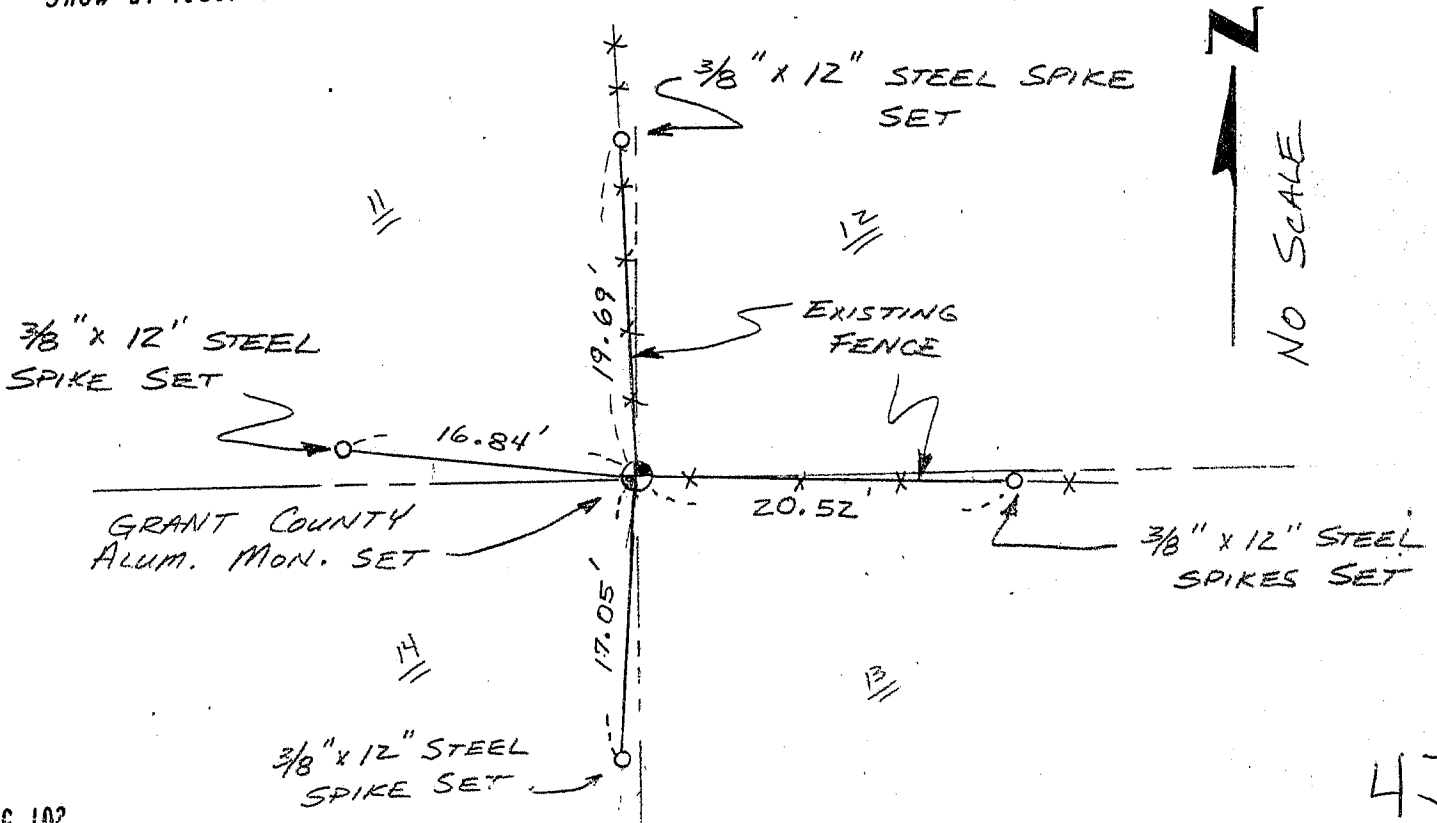 3/8" x 12" STEEL SPIKE
SET
N
NO SCALE
11
12
19.69'
EXISTING
FENCE
3/8" x 12" STEEL
SPIKE SET
16.84'
20.52'
GRANT COUNTY
ALUM. MON. SET
3/8" x 12" STEEL
SPIKES SET
17.05'
14
13
3/8" x 12" STEEL
SPIKE SET